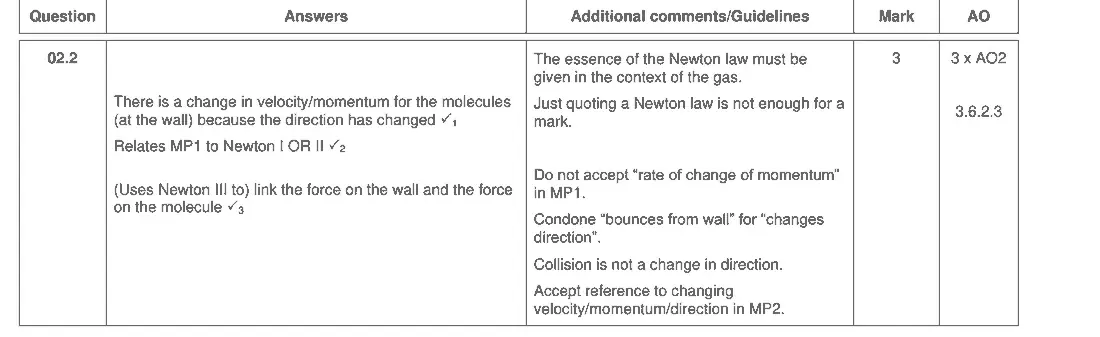 Question Answers Additional comments/Guidelines Mark AO
02.2 The essence of the Newton law must be 3 3 x AO2
given in the context of the gas.
There is a change in velocity/momentum for the molecules
(at the wall) because the direction has changed ✓1
Just quoting a Newton law is not enough for a
mark.
3.6.2.3
Relates MP1 to Newton I OR II ✓2
Do not accept “rate of change of momentum”
in MP1.
(Uses Newton III to) link the force on the wall and the force
on the molecule ✓3
Condone “bounces from wall” for “changes
direction”.
Collision is not a change in direction.
Accept reference to changing
velocity/momentum/direction in MP2.